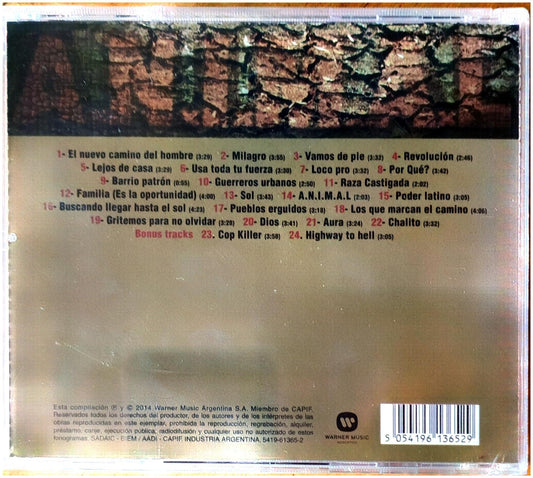 A.N.I.M.A.L
1- El nuevo camino del hombre (3:29) 2- Milagro (3:55) 3- Vamos de pie (3:32) 4- Revolución (2:46)
5- Lejos de casa (3:29) 6- Usa toda tu fuerza (3:30) 7- Loco pro (3:32) 8- Por Qué? (3:42)
9- Barrio patrón (0:05) 10- Guerreros urbanos (2:50) 11- Raza Castigada (2:02)
12- Familia (Es la oportunidad) (4:00) 13- Sol (3:43) 14- A.N.I.M.A.L (2:03) 15- Poder latino (3:51)
16- Buscando llegar hasta el sol (4:23) 17- Pueblos erguidos (3:18) 18- Los que marcan el camino (4:06)
19- Gritemos para no olvidar (3:29) 20- Dios (3:41) 21- Aura (3:24) 22- Chalito (3:32)
Bonus tracks 23. Cop Killer (3:58) 24. Highway to hell (3:05)
Esta compilación ℗ y © 2014 Warner Music Argentina S.A. Miembro de CAPIF.
Reservados todos los derechos del productor, de los autores y de los intérpretes de las
obras reproducidas en este ejemplar, prohibida la reproducción, regrabación, alquiler,
préstamo, canje, ejecución pública, radiodifusión y cualquier uso no autorizado de estos
fonogramas. SADAIC - BIEM / AADI - CAPIF. INDUSTRIA ARGENTINA. 5419-61365-2
WARNER MUSIC
ARGENTINA
5 054196 136529